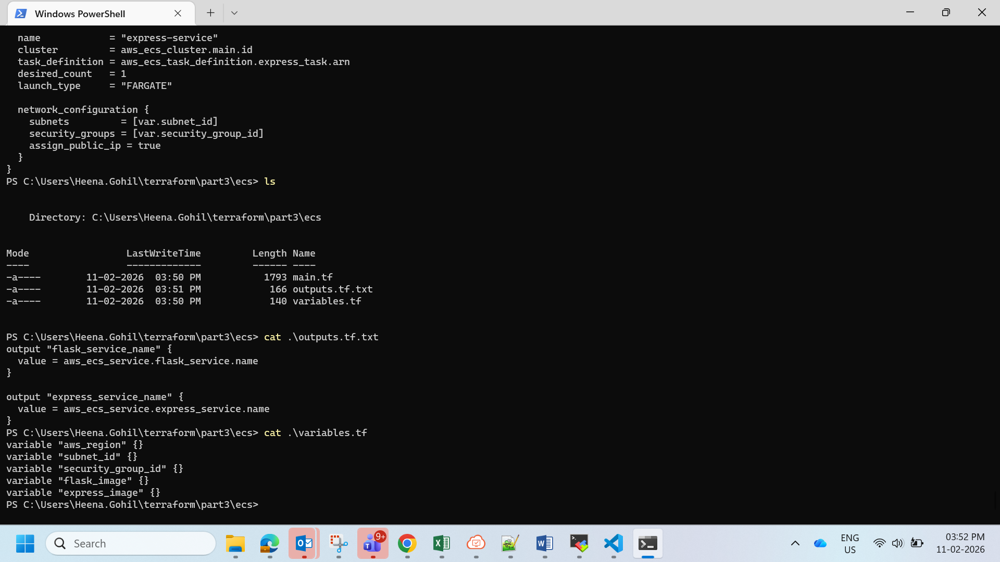 Windows PowerShell
  name            = "express-service"
  cluster         = aws_ecs_cluster.main.id
  task_definition = aws_ecs_task_definition.express_task.arn
  desired_count   = 1
  launch_type     = "FARGATE"
  network_configuration {
    subnets         = [var.subnet_id]
    security_groups = [var.security_group_id]
    assign_public_ip = true
  }
}
PS C:\Users\Heena.Gohil\terraform\part3\ecs> ls
    Directory: C:\Users\Heena.Gohil\terraform\part3\ecs
Mode                 LastWriteTime         Length Name
----                 -------------         ------ ----
-a----        11-02-2026  03:50 PM           1793 main.tf
-a----        11-02-2026  03:51 PM            166 outputs.tf.txt
-a----        11-02-2026  03:50 PM            140 variables.tf
PS C:\Users\Heena.Gohil\terraform\part3\ecs> cat .\outputs.tf.txt
output "flask_service_name" {
  value = aws_ecs_service.flask_service.name
}
output "express_service_name" {
  value = aws_ecs_service.express_service.name
}
PS C:\Users\Heena.Gohil\terraform\part3\ecs> cat .\variables.tf
variable "aws_region" {}
variable "subnet_id" {}
variable "security_group_id" {}
variable "flask_image" {}
variable "express_image" {}
PS C:\Users\Heena.Gohil\terraform\part3\ecs>
Search
9+
ENG
US
03:52 PM
11-02-2026